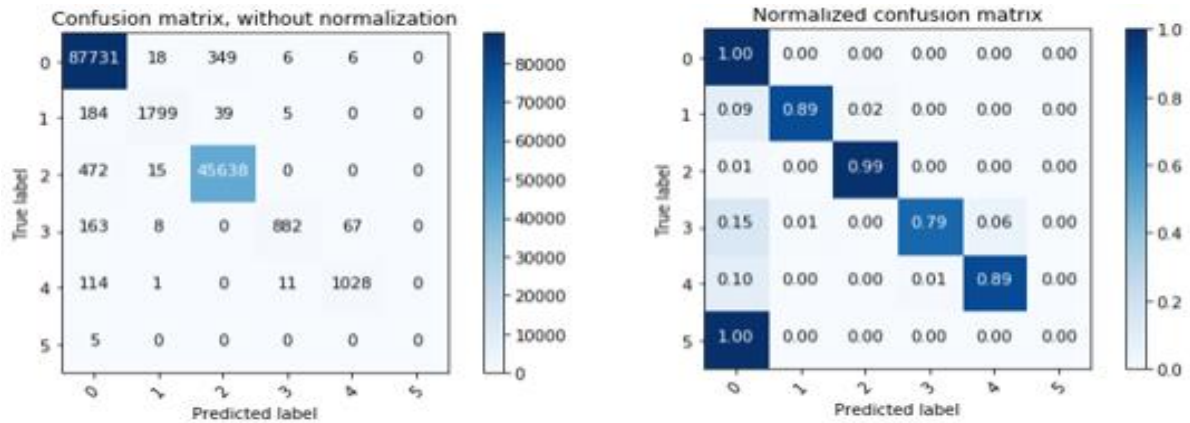 Confusion matrix, without normalization
0 87731 18 349 6 6 0
1 184 1799 39 5 0 0
2 472 15 45638 0 0 0
3 163 8 0 882 67 0
4 114 1 0 11 1028 0
5 5 0 0 0 0 0
0 1 2 3 4 5
Predicted label
True label
80000
70000
60000
50000
40000
30000
20000
10000
0
Normalized confusion matrix
0 1.00 0.00 0.00 0.00 0.00 0.00
1 0.09 0.89 0.02 0.00 0.00 0.00
2 0.01 0.00 0.99 0.00 0.00 0.00
3 0.15 0.01 0.00 0.79 0.06 0.00
4 0.10 0.00 0.00 0.01 0.89 0.00
5 1.00 0.00 0.00 0.00 0.00 0.00
0 1 2 3 4 5
Predicted label
True label
1.0
0.8
0.6
0.4
0.2
0.0